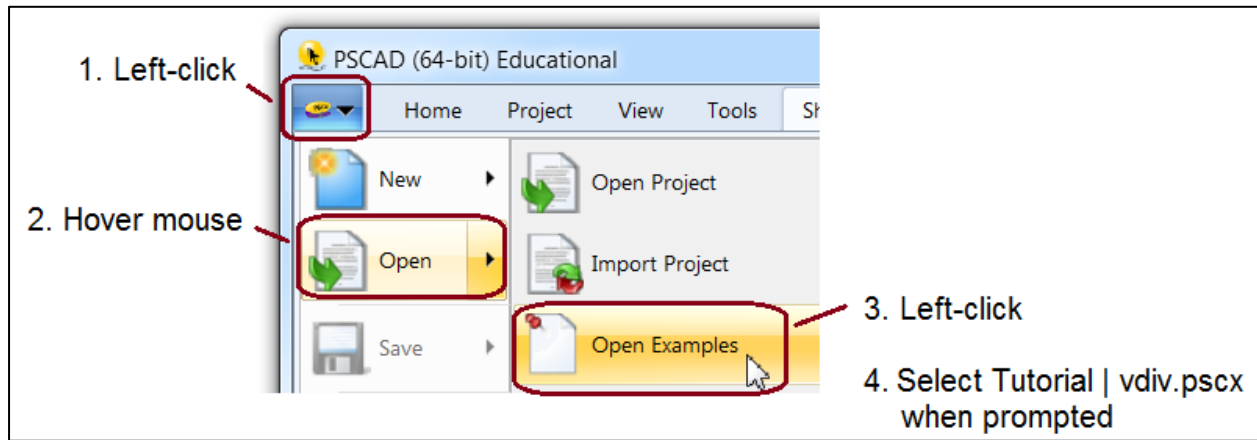 1. Left-click
PSCAD (64-bit) Educational
Home Project View Tools Sh
New
Open Project
2. Hover mouse
Open
Import Project
3. Left-click
Save
Open Examples
4. Select Tutorial | vdiv.pscx
when prompted